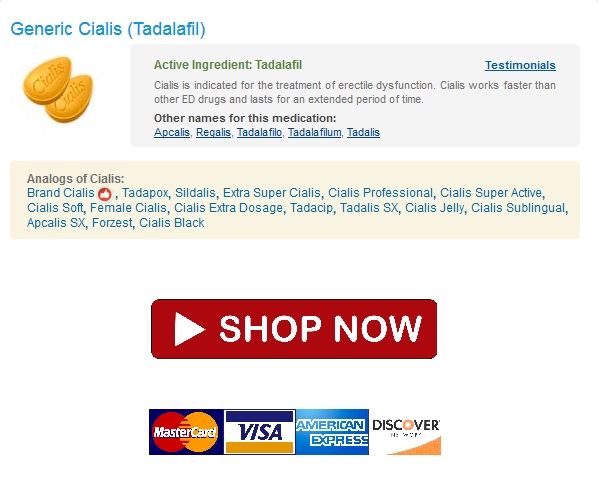 Generic Cialis (Tadalafil)
Cialis
Cialis
Active Ingredient: Tadalafil
Testimonials
Cialis is indicated for the treatment of erectile dysfunction. Cialis works faster than
other ED drugs and lasts for an extended period of time.
Other names for this medication:
Apcalis, Regalis, Tadalafilo, Tadalafilum, Tadalis
Analogs of Cialis:
Brand Cialis , Tadapox, Sildalis, Extra Super Cialis, Cialis Professional, Cialis Super Active,
Cialis Soft, Female Cialis, Cialis Extra Dosage, Tadacip, Tadalis SX, Cialis Jelly, Cialis Sublingual,
Apcalis SX, Forzest, Cialis Black
SHOP NOW
MasterCard
VISA
AMERICAN
EXPRESS
DISCOVER
NETWORK